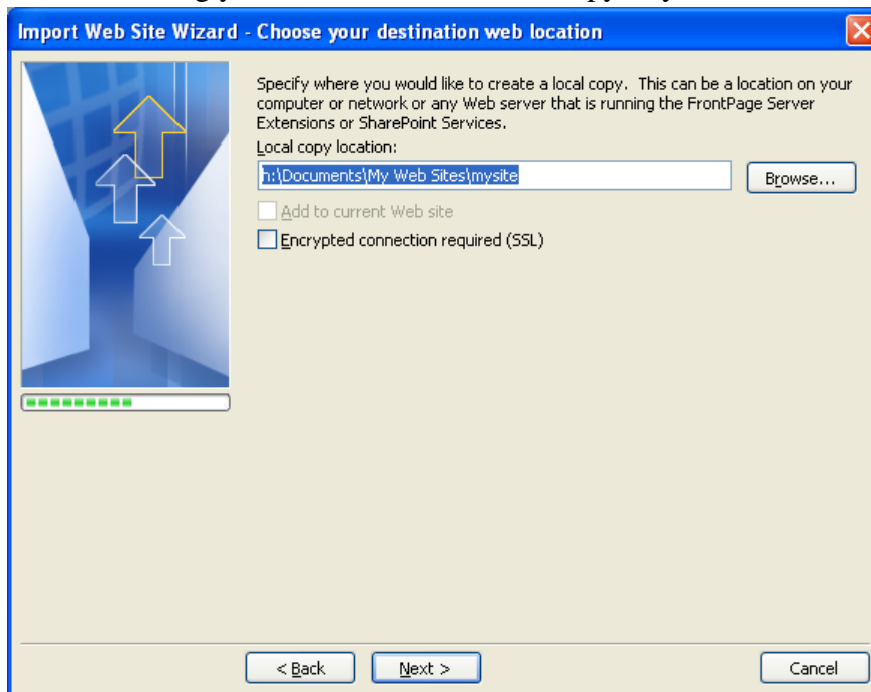 Import Web Site Wizard - Choose your destination web location
Specify where you would like to create a local copy. This can be a location on your
computer or network or any Web server that is running the FrontPage Server
Extensions or SharePoint Services.
Local copy location:
h:\Documents\My Web Sites\mysite
Browse...
Add to current Web site
Encrypted connection required (SSL)
< Back
Next >
Cancel